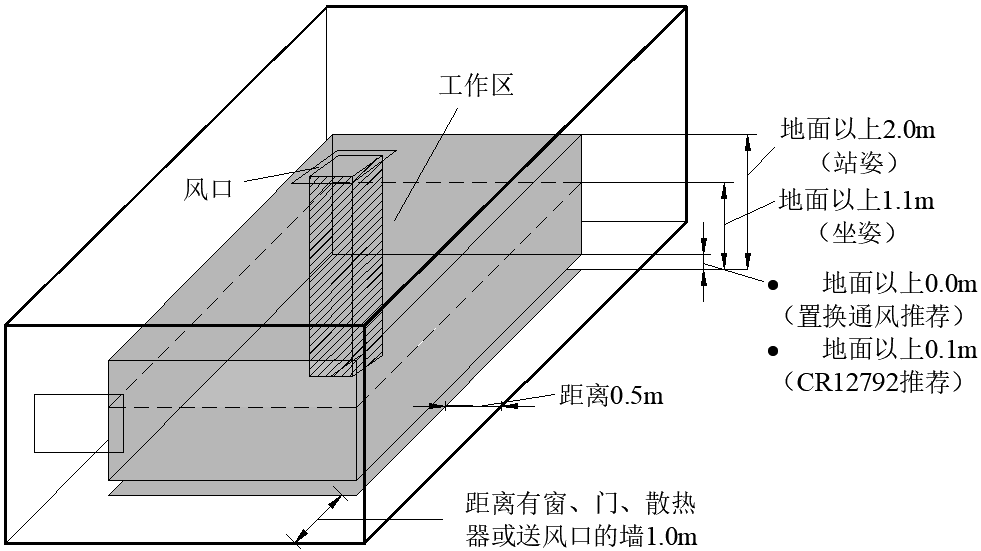 工作区
风口
地面以上2.0m
（站姿）
地面以上1.1m
（坐姿）
● 地面以上0.0m
（置换通风推荐）
● 地面以上0.1m
（CR12792推荐）
距离0.5m
距离有窗、门、散热
器或送风口的墙1.0m